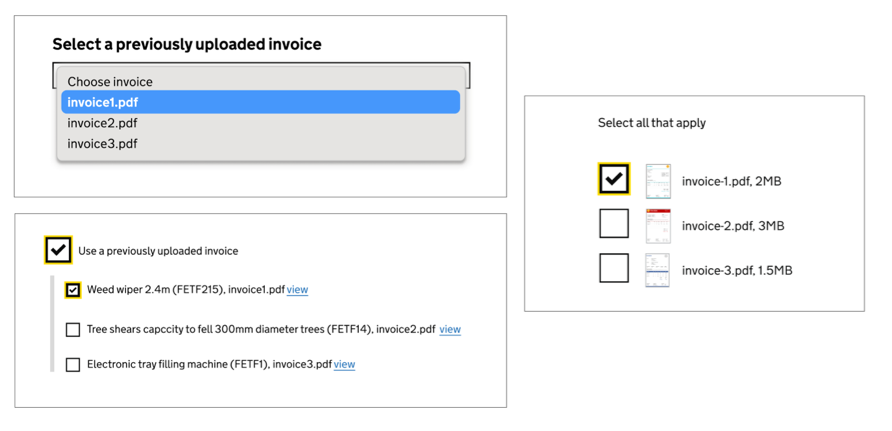 Select a previously uploaded invoice
Choose invoice
invoice1.pdf
invoice2.pdf
invoice3.pdf
Use a previously uploaded invoice
Weed wiper 2.4m (FETF215), invoice1.pdf view
Tree shears capccity to fell 300mm diameter trees (FETF14), invoice2.pdf view
Electronic tray filling machine (FETF1), invoice3.pdf view
Select all that apply
invoice-1.pdf, 2MB
invoice-2.pdf, 3MB
invoice-3.pdf, 1.5MB